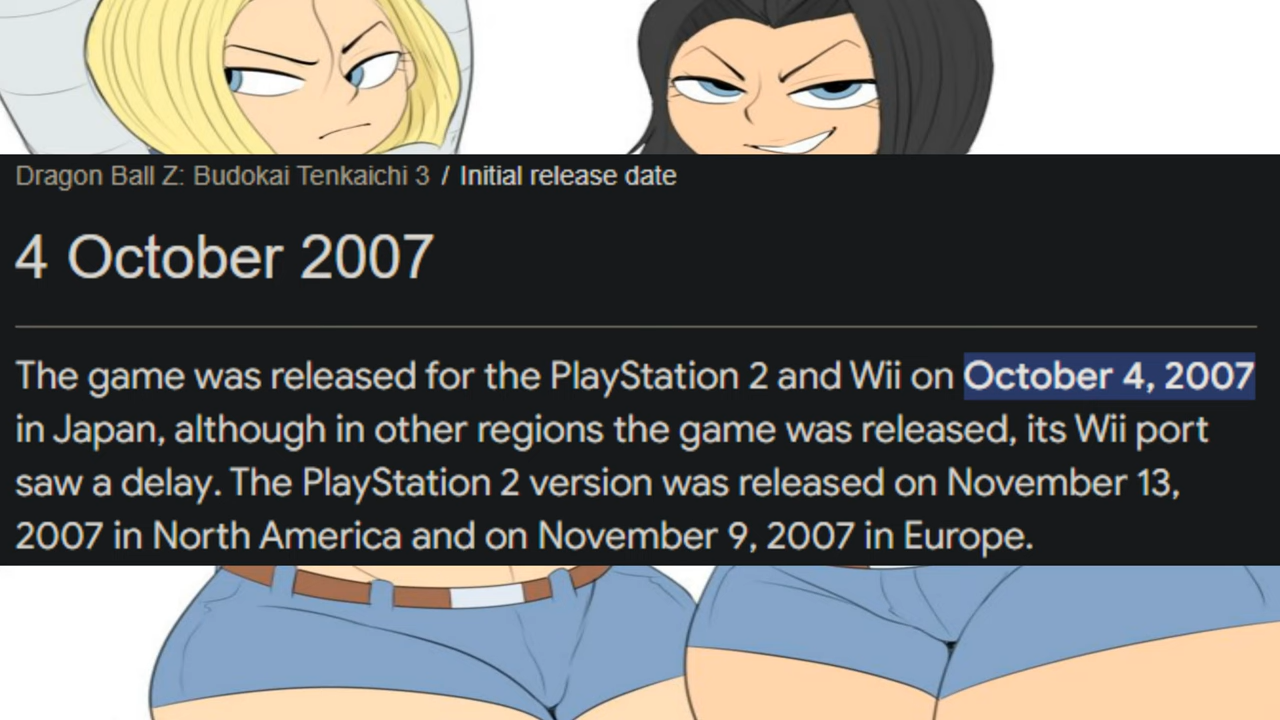 Dragon Ball Z: Budokai Tenkaichi 3 / Initial release date
4 October 2007
The game was released for the PlayStation 2 and Wii on October 4, 2007
in Japan, although in other regions the game was released, its Wii port
saw a delay. The PlayStation 2 version was released on November 13,
2007 in North America and on November 9, 2007 in Europe.